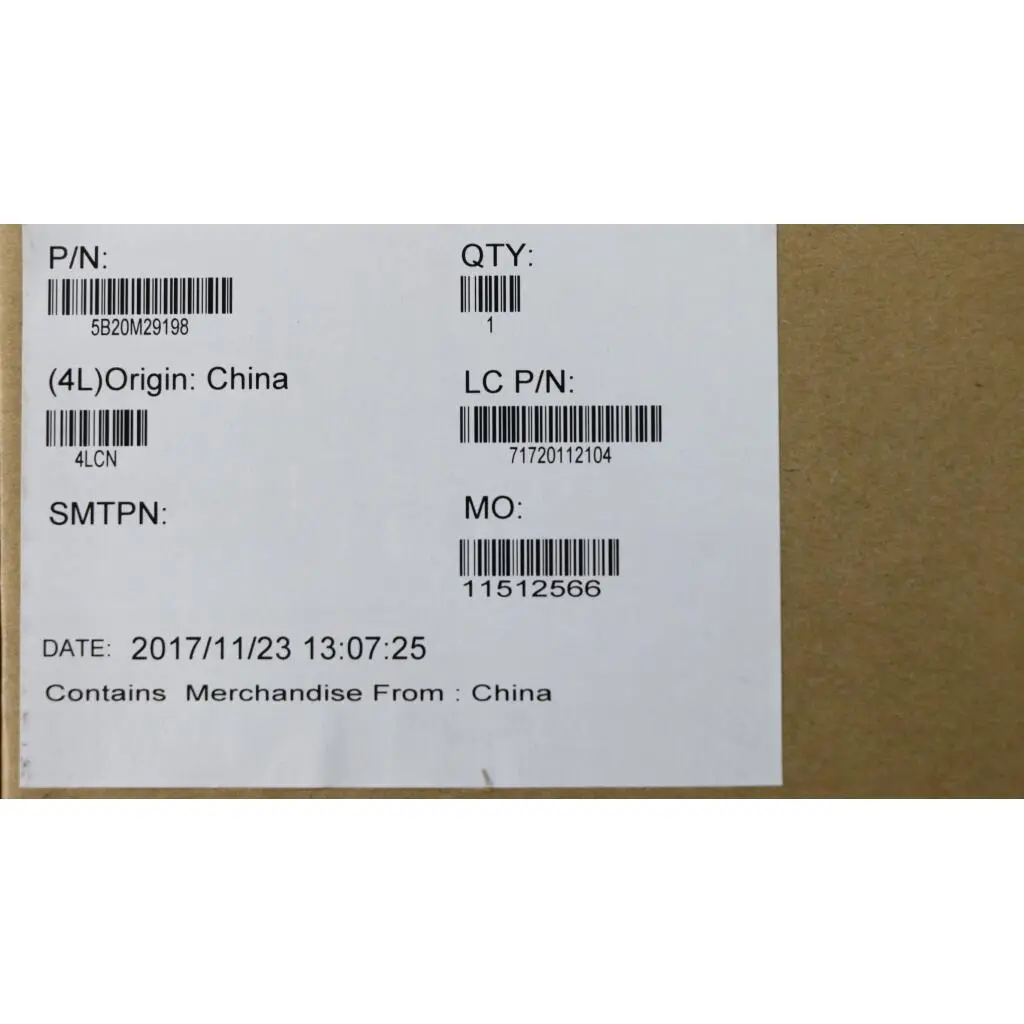 P/N:
QTY:
5B20M29198
1
(4L)Origin: China
LC P/N:
4LCN
71720112104
SMTPN:
MO:
11512566
DATE: 2017/11/23 13:07:25
Contains Merchandise From : China